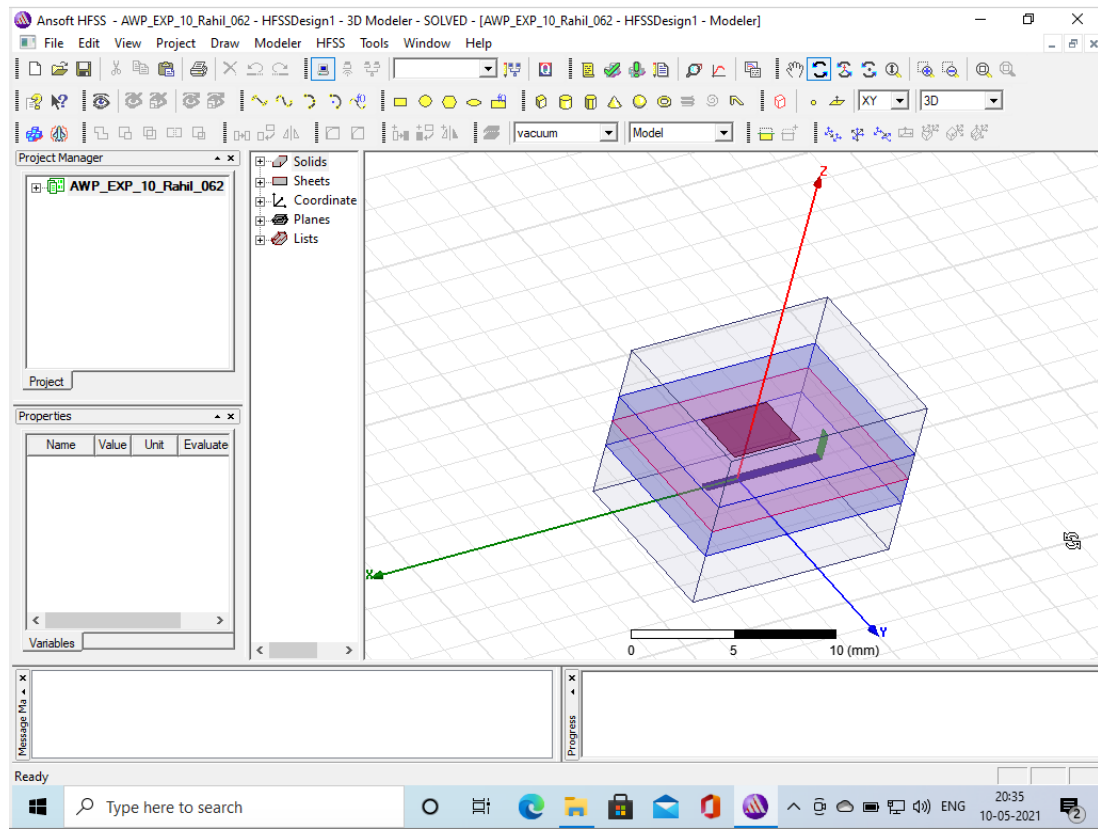 Ansoft HFSS - AWP_EXP_10_Rahil_062 - HFSSDesign1 - 3D Modeler - SOLVED - [AWP_EXP_10_Rahil_062 - HFSSDesign1 - Modeler]
File Edit View Project Draw Modeler HFSS Tools Window Help
XY 3D
vacuum Model
Project Manager
AWP_EXP_10_Rahil_062
Project
Solids
Sheets
Coordinate
Planes
Lists
Properties
Name Value Unit Evaluate
Variables
Z
X
Y
0 5 10 (mm)
Message Ma
Progress
Ready
Type here to search
ENG
20:35
10-05-2021
2